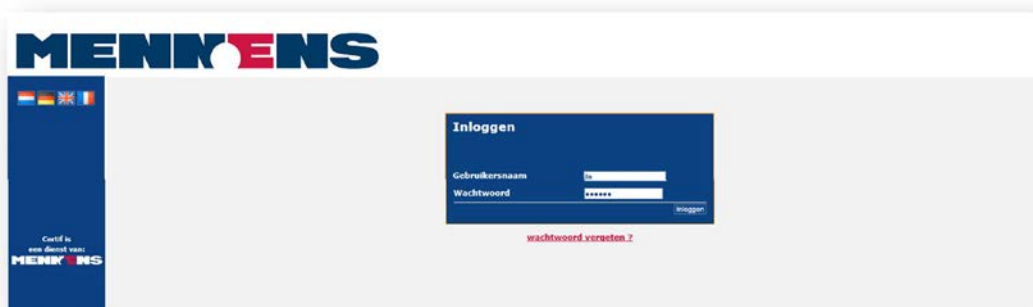 MENNENS
Inloggen
Gebruikersnaam
Wachtwoord ••••••
Inloggen
wachtwoord vergeten ?
Certif is
een dienst van:
MENNENS